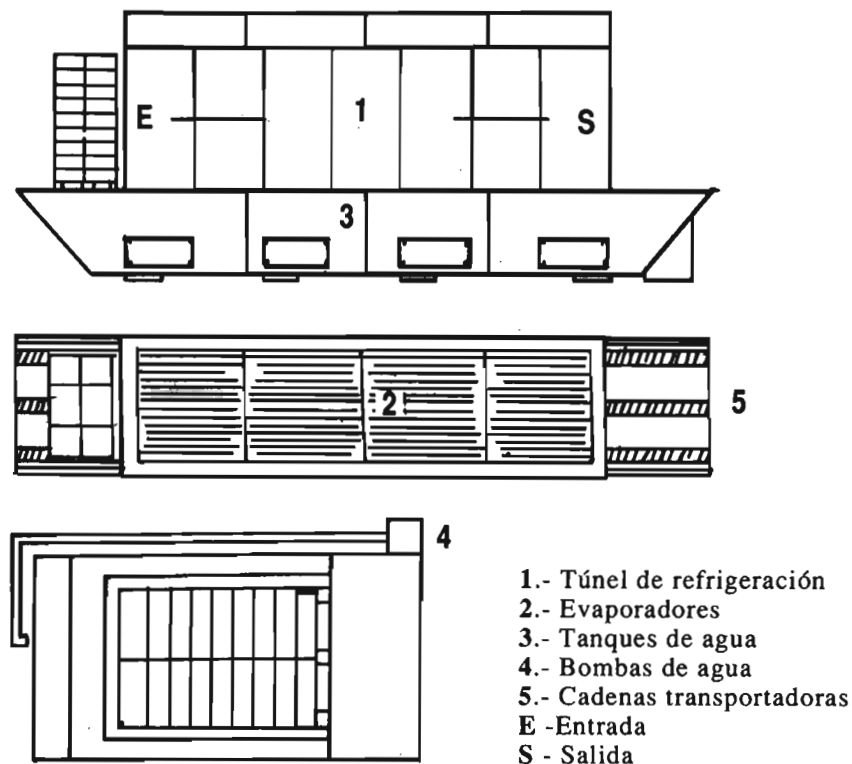 E
1
S
3
2
5
4
1.- Túnel de refrigeración
2.- Evaporadores
3.- Tanques de agua
4.- Bombas de agua
5.- Cadenas transportadoras
E -Entrada
S - Salida